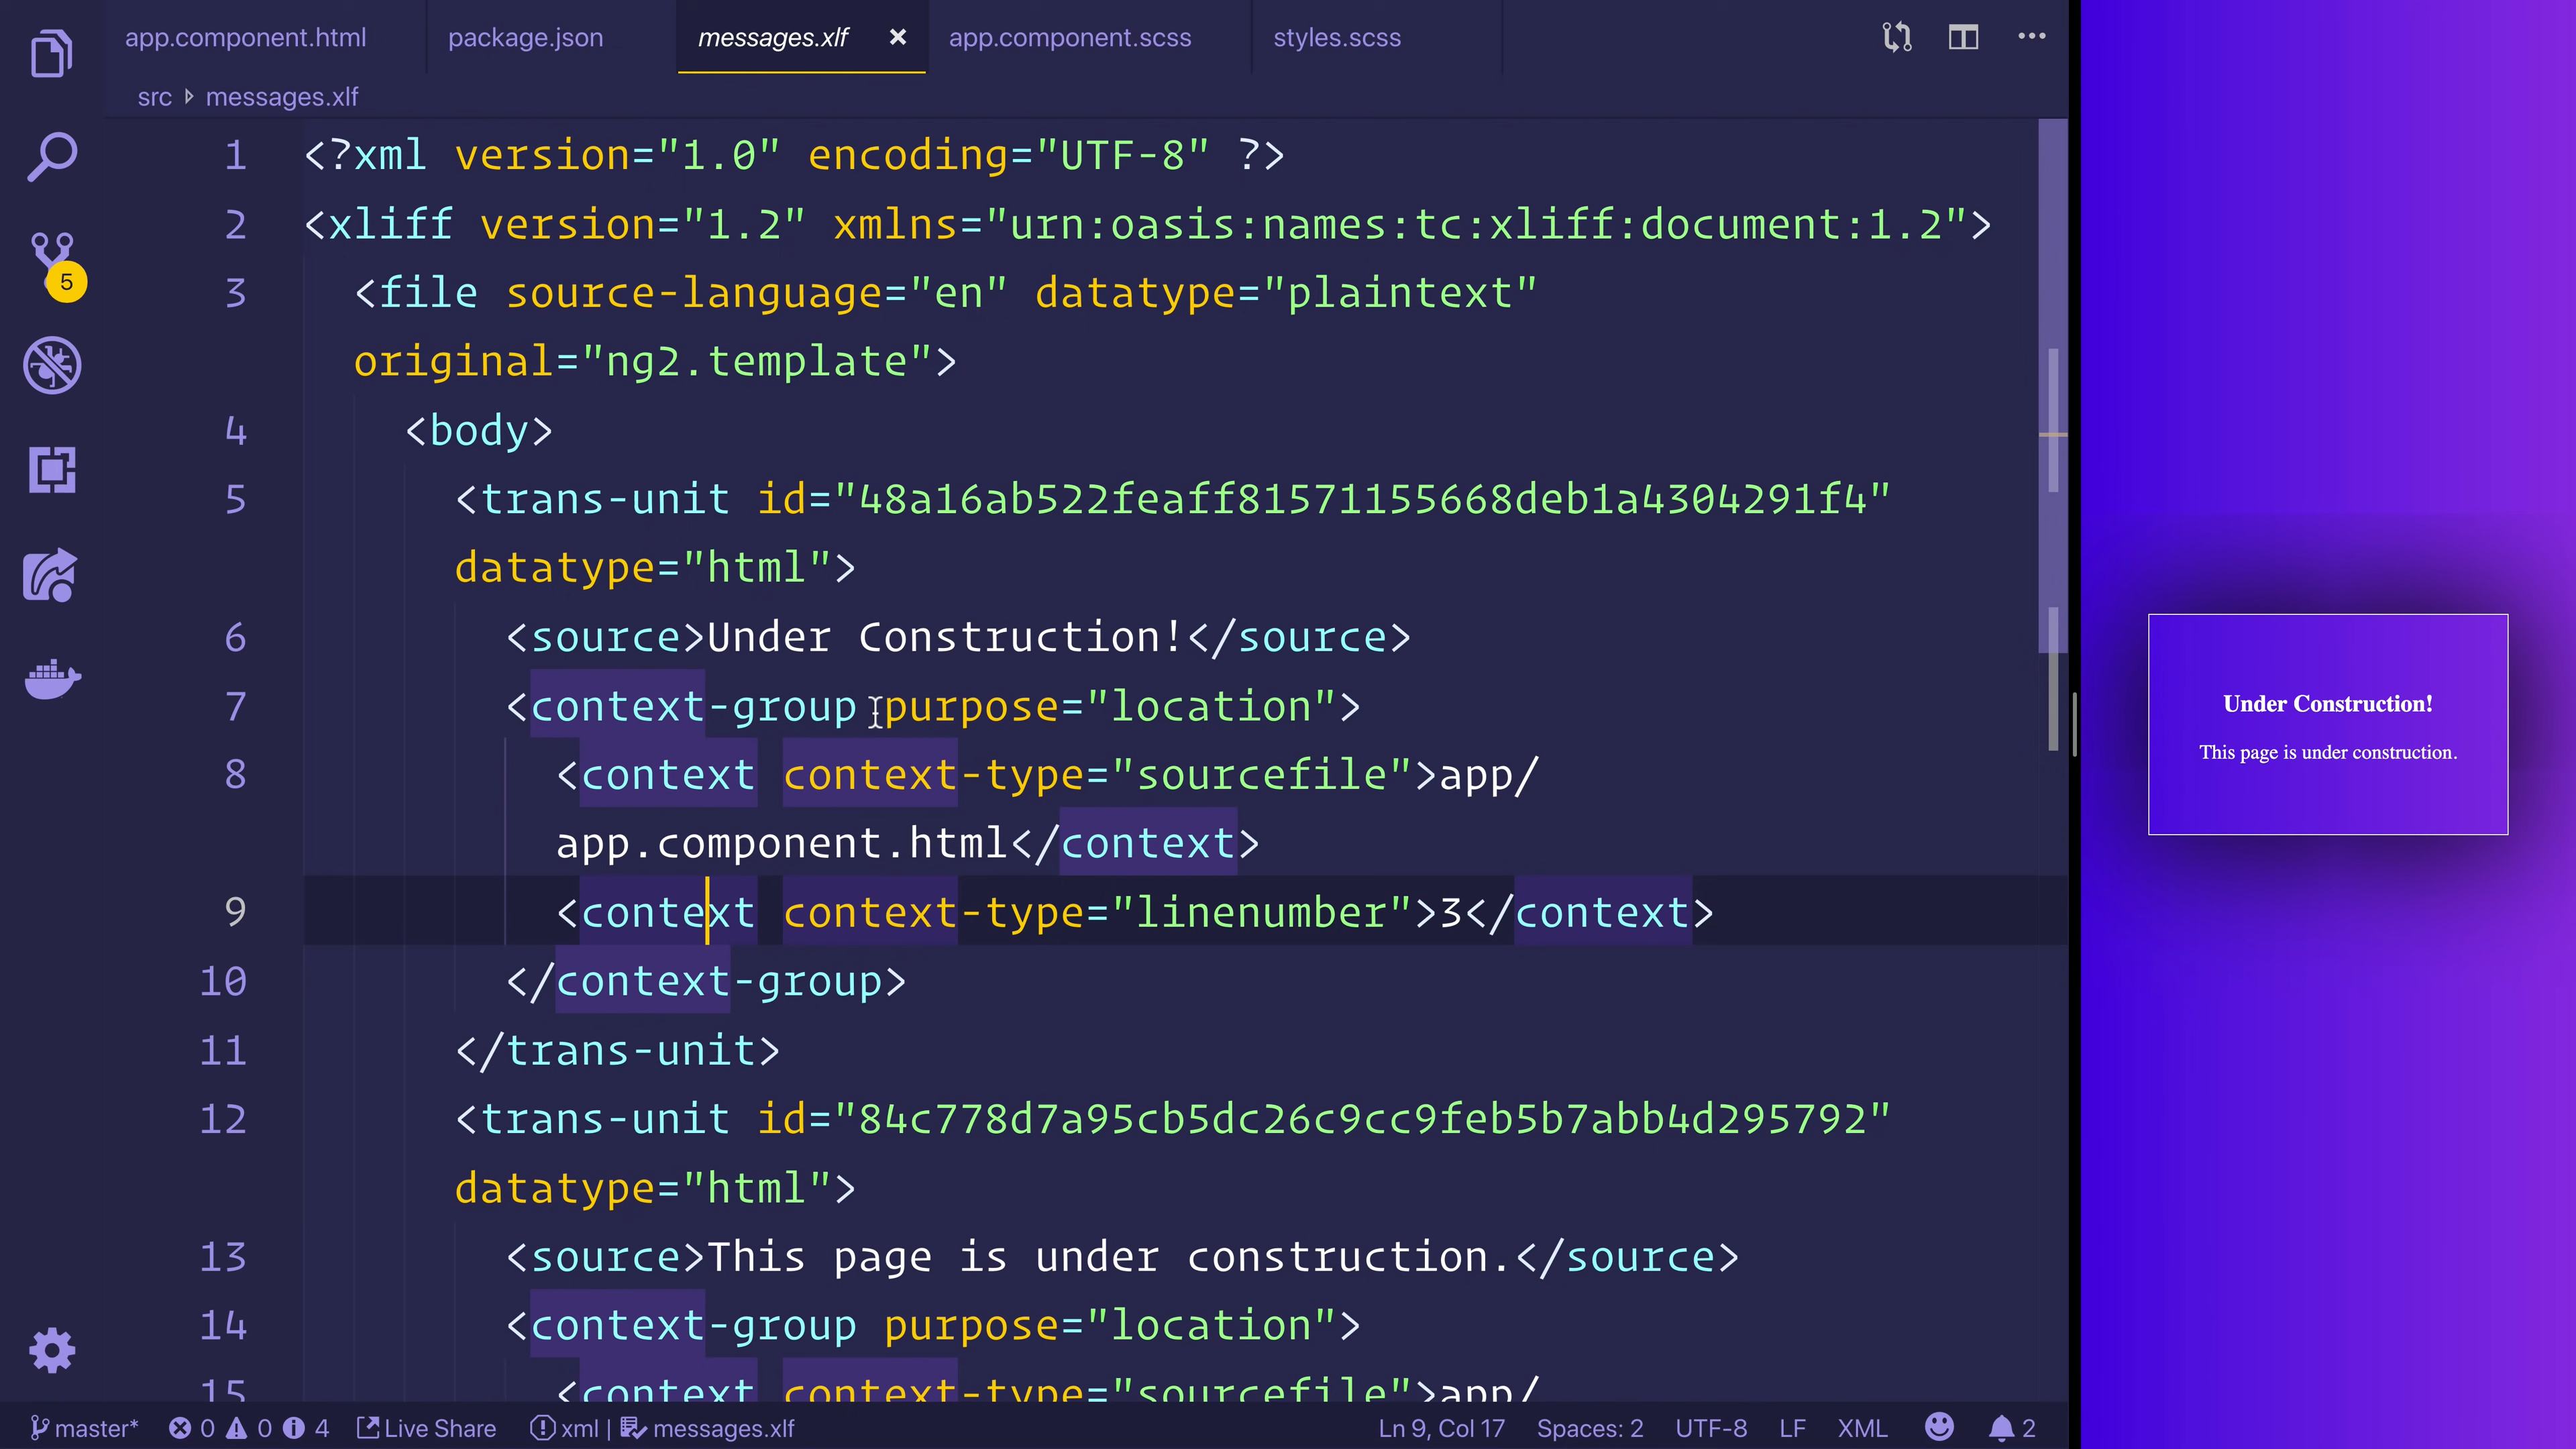 app.component.html
package.json
messages.xlf
app.component.scss
styles.scss
src
messages.xlf
1 <?xml version="1.0" encoding="UTF-8" ?>
2 <xliff version="1.2" xmlns="urn:oasis:names:tc:xliff:document:1.2">
3 <file source-language="en" datatype="plaintext"
original="ng2.template">
4 <body>
5 <trans-unit id="48a16ab522feaff81571155668deb1a4304291f4"
datatype="html">
6 <source>Under Construction!</source>
7 <context-group purpose="location">
8 <context context-type="sourcefile">app/
app.component.html</context>
9 <context context-type="linenumber">3</context>
10 </context-group>
11 </trans-unit>
12 <trans-unit id="84c778d7a95cb5dc26c9cc9feb5b7abb4d295792"
datatype="html">
13 <source>This page is under construction.</source>
14 <context-group purpose="location">
15 <context context-type="sourcefile">app/
5
master* 0 0 4 Live Share xml | messages.xlf Ln 9, Col 17 Spaces: 2 UTF-8 LF XML 2
Under Construction!
This page is under construction.